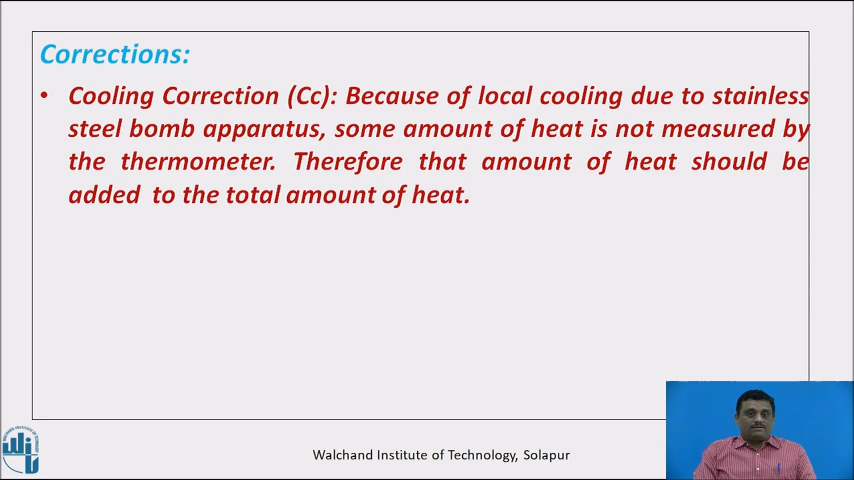 Corrections:
• Cooling Correction (Cc): Because of local cooling due to stainless
steel bomb apparatus, some amount of heat is not measured by
the thermometer. Therefore that amount of heat should be
added to the total amount of heat.
Walchand Institute of Technology, Solapur